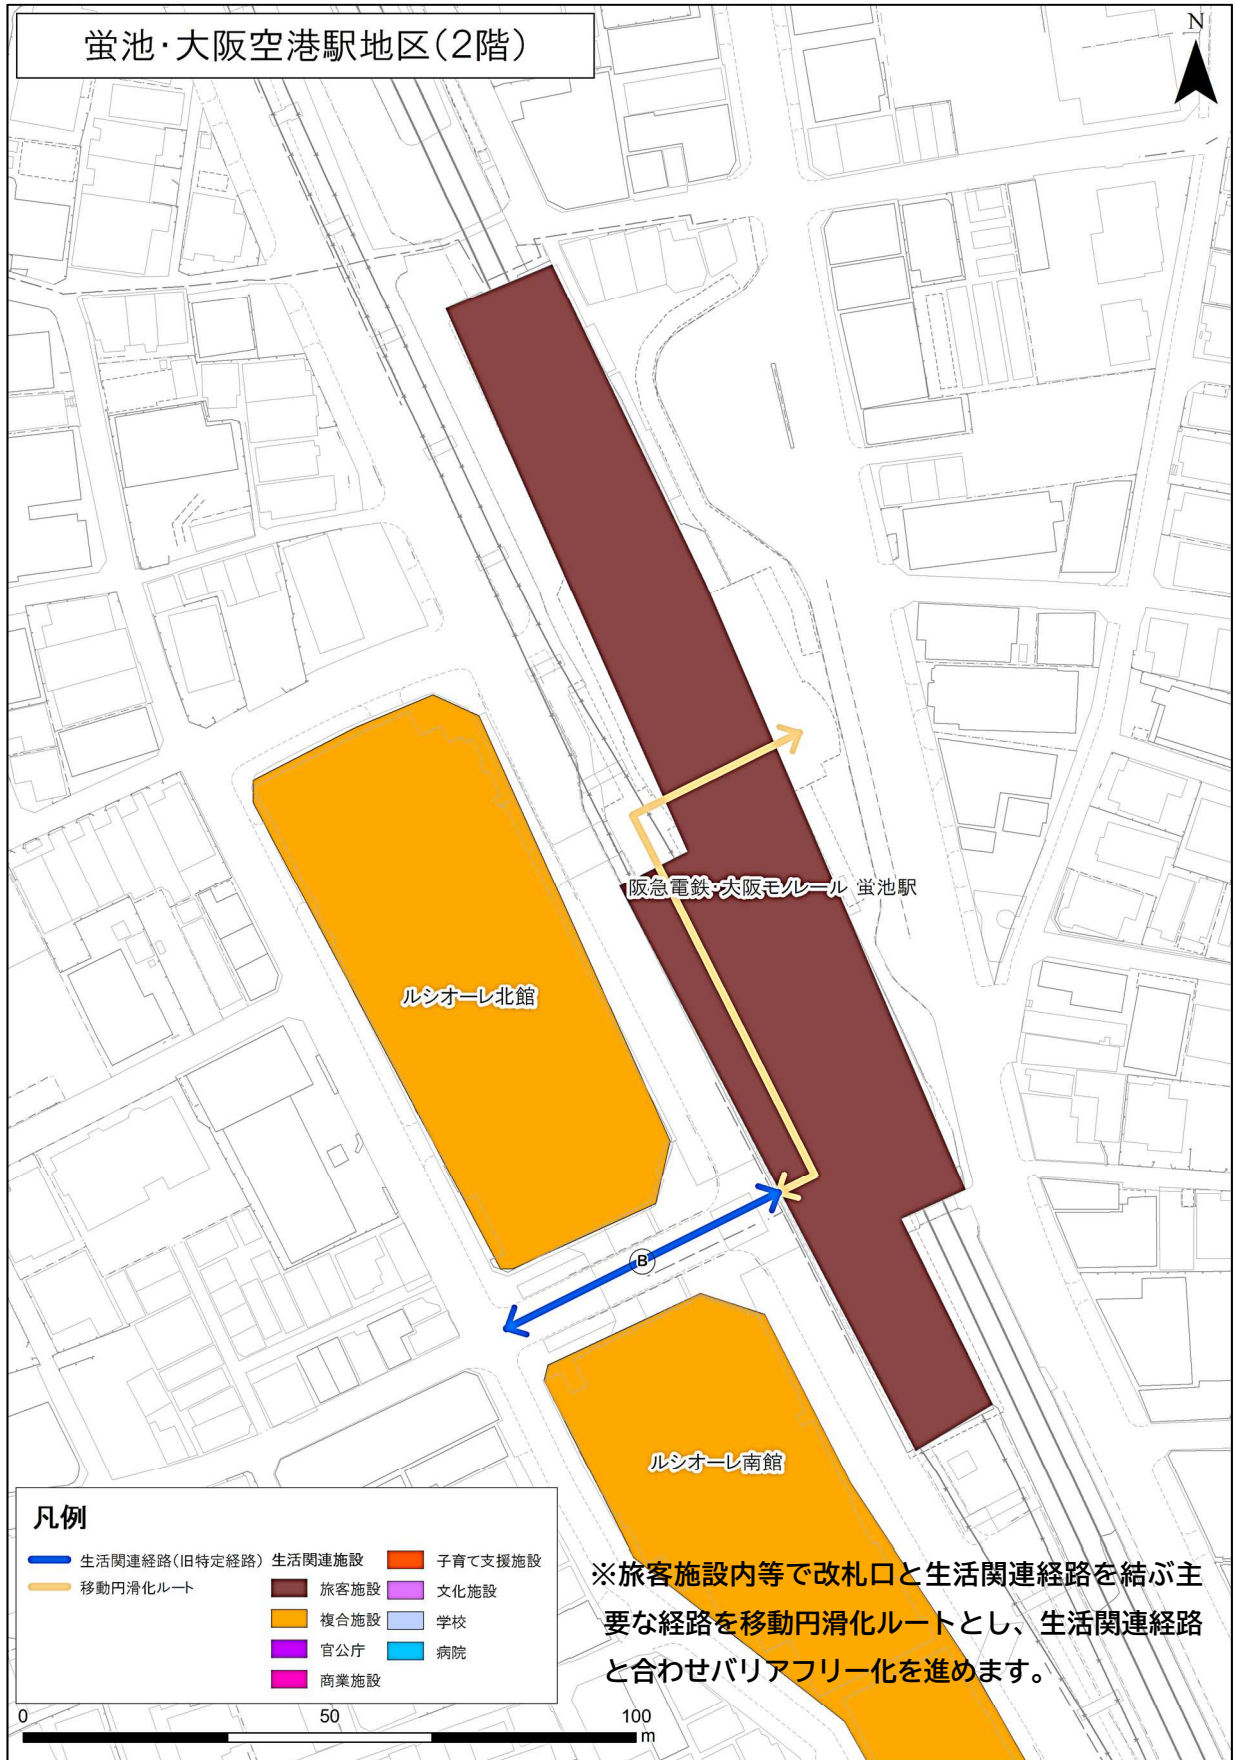 蛍池・大阪空港駅地区(2階)
N
阪急電鉄・大阪モノレール 蛍池駅
ルシオーレ北館
B
ルシオーレ南館
凡例
生活関連経路(旧特定経路)
移動円滑化ルート
生活関連施設
旅客施設
複合施設
官公庁
商業施設
子育て支援施設
文化施設
学校
病院
※旅客施設内等で改札口と生活関連経路を結ぶ主
要な経路を移動円滑化ルートとし、生活関連経路
と合わせバリアフリー化を進めます。
0 50 100
m